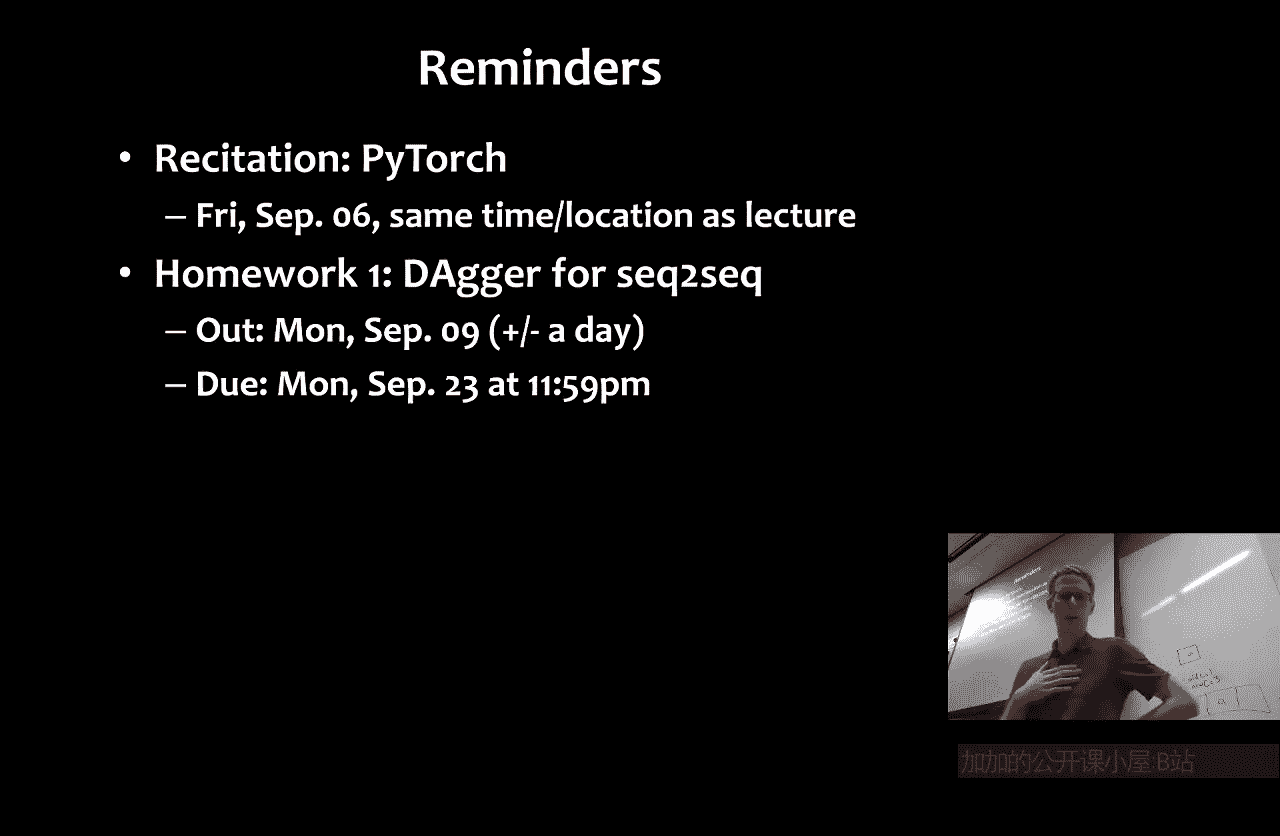 Reminders
• Recitation: PyTorch
– Fri, Sep. 06, same time/location as lecture
• Homework 1: DAgger for seq2seq
– Out: Mon, Sep. 09 (+/- a day)
– Due: Mon, Sep. 23 at 11:59pm
加加的公开课小屋:B站